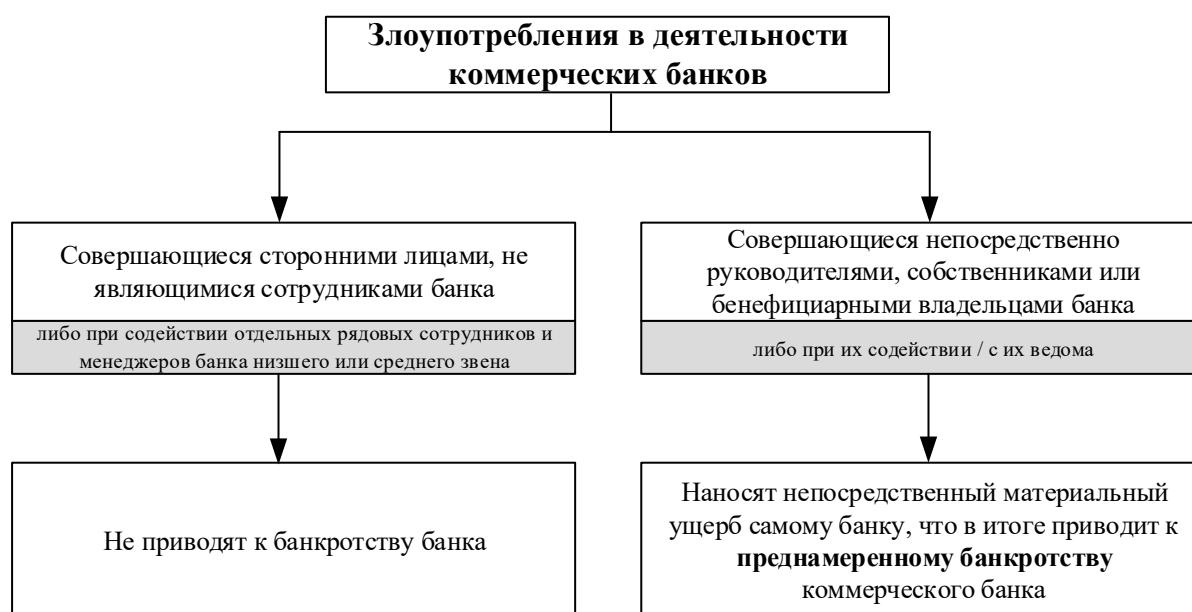 Злоупотребления в деятельности
коммерческих банков
Совершающиеся сторонними лицами, не
являющимися сотрудниками банка
либо при содействии отдельных рядовых сотрудников и
менеджеров банка низшего или среднего звена
Не приводят к банкротству банка
Совершающиеся непосредственно
руководителями, собственниками или
бенефициарными владельцами банка
либо при их содействии / с их ведома
Наносят непосредственный материальный
ущерб самому банку, что в итоге приводит к
преднамеренному банкротству
коммерческого банка